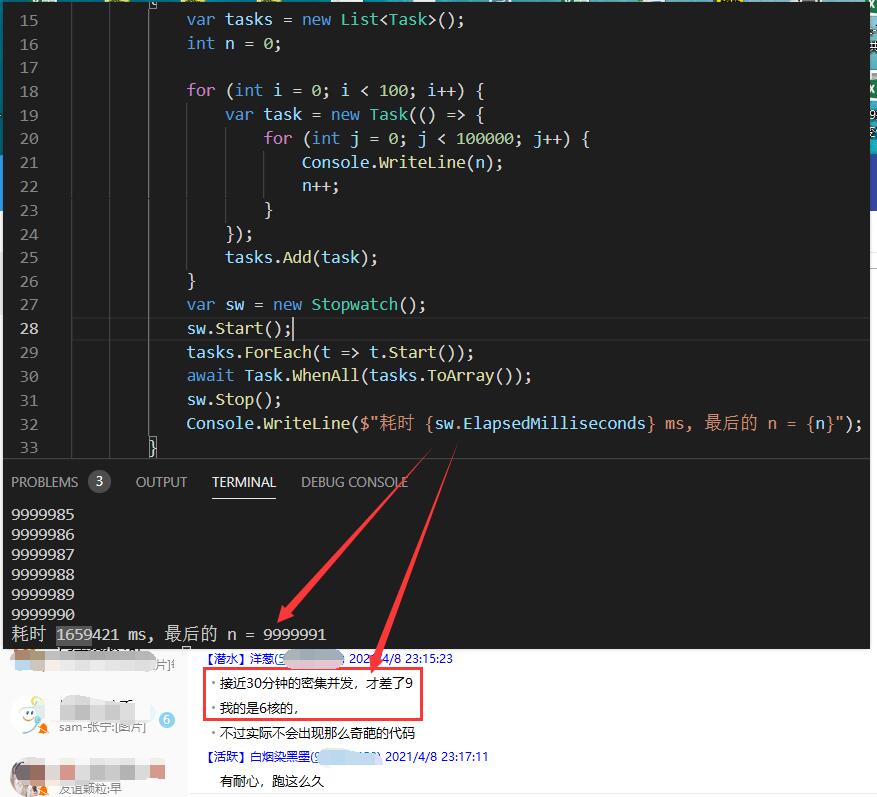 15 var tasks = new List<Task>();
16 int n = 0;
17
18 for (int i = 0; i < 100; i++) {
19 var task = new Task(() => {
20 for (int j = 0; j < 100000; j++) {
21 Console.WriteLine(n);
22 n++;
23 }
24 });
25 tasks.Add(task);
26 }
27 var sw = new Stopwatch();
28 sw.Start();
29 tasks.ForEach(t => t.Start());
30 await Task.WhenAll(tasks.ToArray());
31 sw.Stop();
32 Console.WriteLine($"耗时 {sw.ElapsedMilliseconds} ms, 最后的 n = {n}");
33 }
PROBLEMS 3 OUTPUT TERMINAL DEBUG CONSOLE
9999985
9999986
9999987
9999988
9999989
9999990
耗时 1659421 ms, 最后的 n = 9999991
片]
sam-张宁:[图片] 6
友谊颗粒:早
【潜水】洋葱(5 2021/4/8 23:15:23
接近30分钟的密集并发，才差了9
我的是6核的，
不过实际不会出现那么奇葩的代码
【活跃】白烟染黑墨( 2021/4/8 23:17:11
有耐心，跑这么久